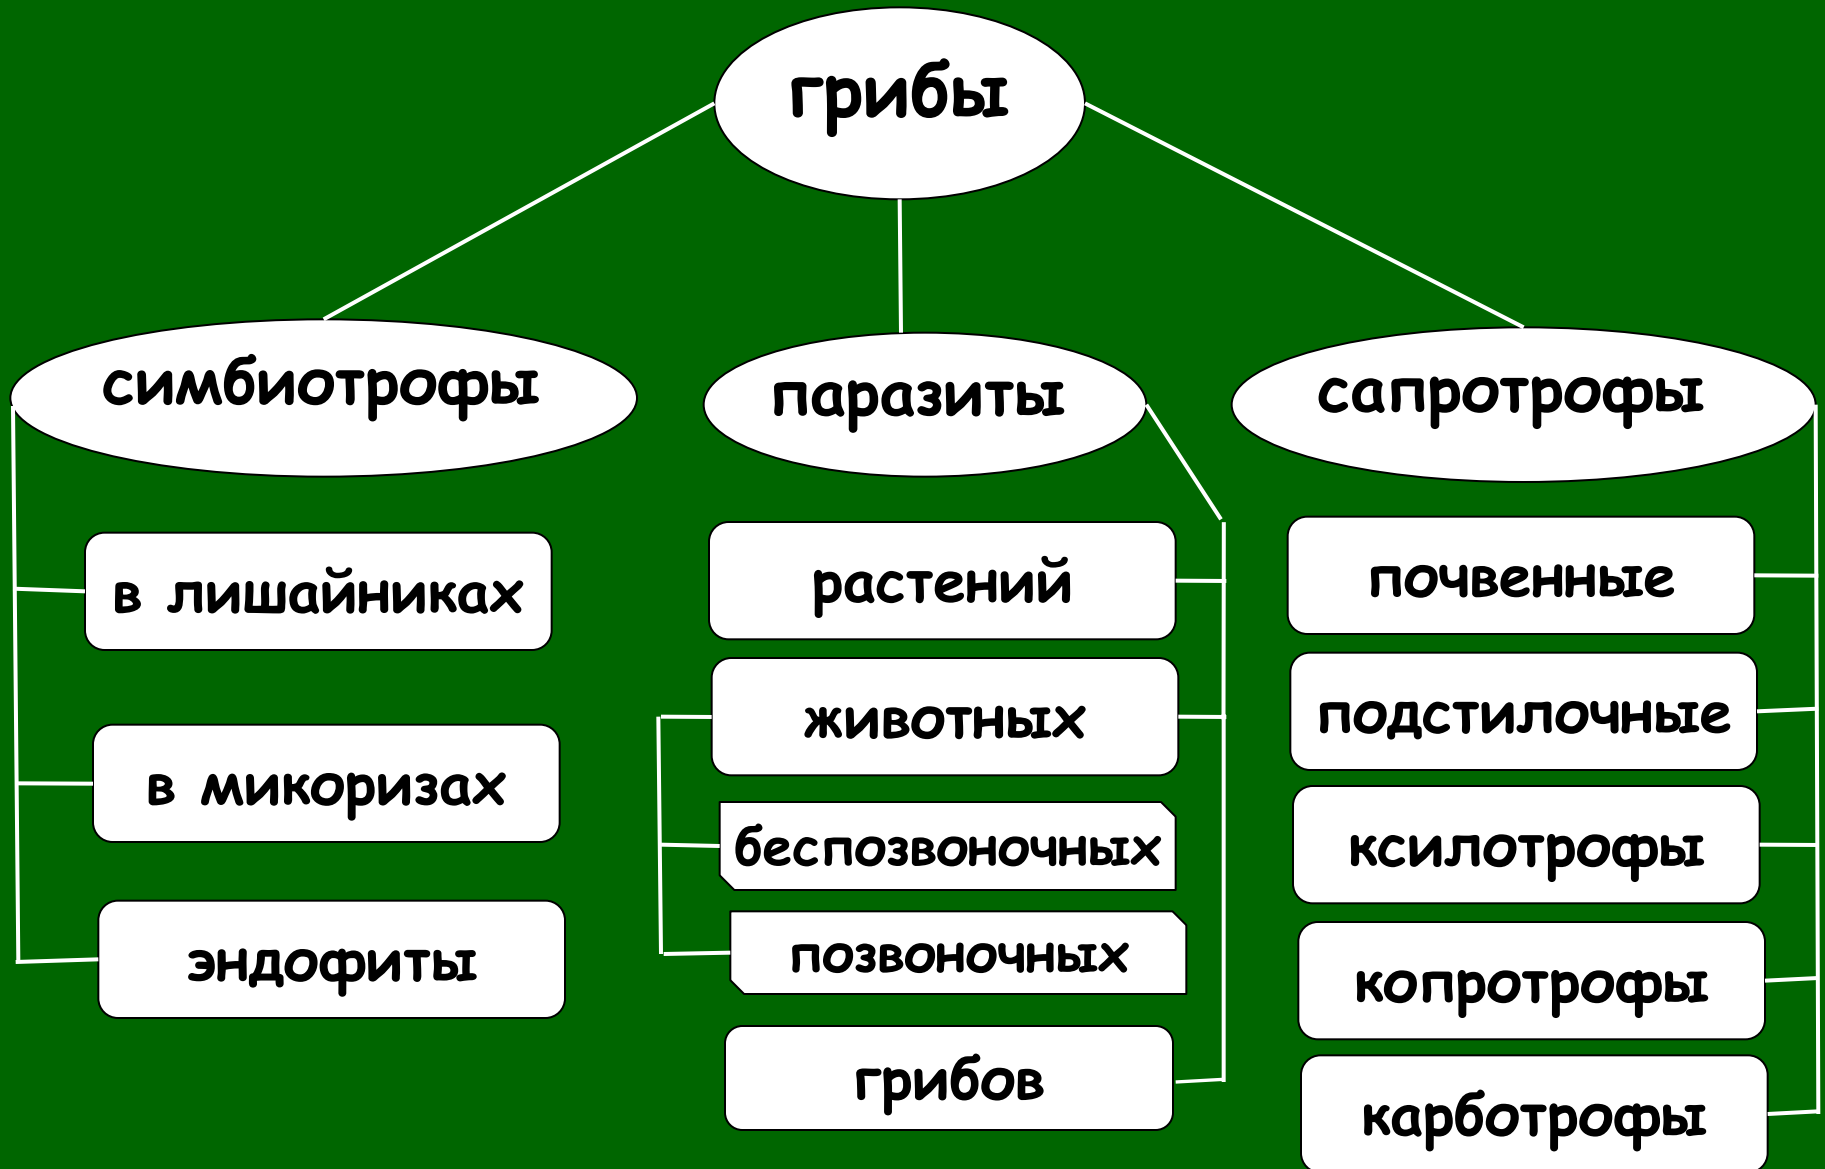 грибы
симбиотрофы
в лишайниках
в микоризах
эндофиты
паразиты
растений
животных
беспозвоночных
позвоночных
грибов
сапротрофы
почвенные
подстилочные
ксилотрофы
копротрофы
карботрофы